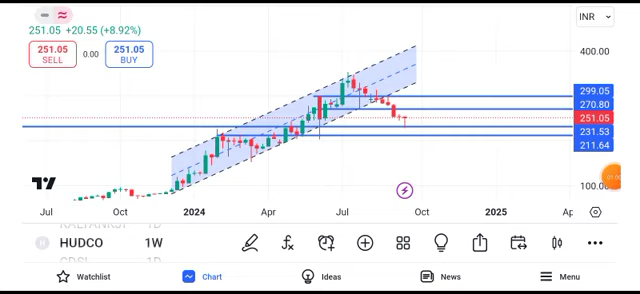 251.05 +20.55 (+8.92%)
INR
251.05
SELL
0.00
251.05
BUY
400.00
299.05
270.80
251.05
231.53
211.64
100.00
Jul Oct 2024 Apr Jul Oct 2025
HUDCO 1W
Watchlist Chart Ideas News Menu